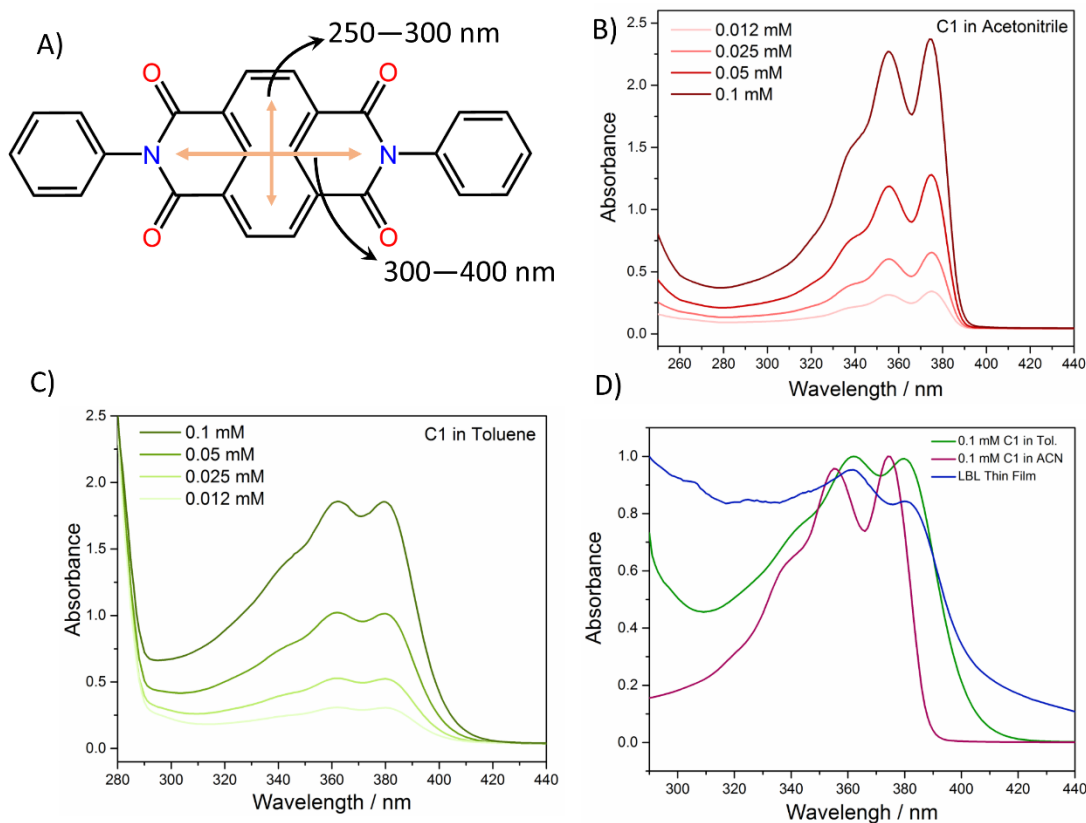 A)
250—300 nm
O
O
N
N
O
O
300—400 nm
B)
C1 in Acetonitrile
0.012 mM
0.025 mM
0.05 mM
0.1 mM
Absorbance
2.5
2.0
1.5
1.0
0.5
0.0
260 280 300 320 340 360 380 400 420 440
Wavelength / nm
C)
C1 in Toluene
0.1 mM
0.05 mM
0.025 mM
0.012 mM
Absorbance
2.5
2.0
1.5
1.0
0.5
0.0
280 300 320 340 360 380 400 420 440
Wavelength / nm
D)
0.1 mM C1 in Tol.
0.1 mM C1 in ACN
LBL Thin Film
Absorbance
1.0
0.8
0.6
0.4
0.2
0.0
300 320 340 360 380 400 420 440
Wavelength / nm